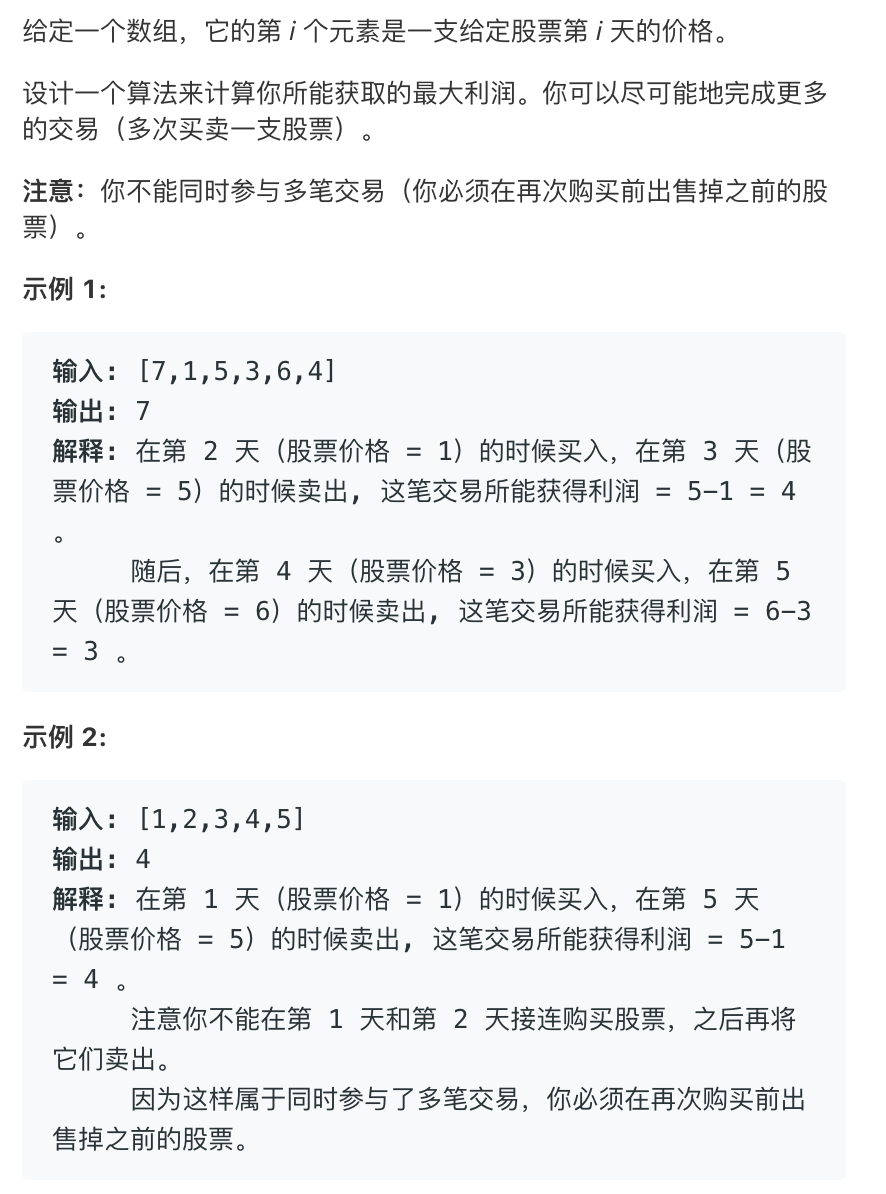 给定一个数组，它的第 i 个元素是一支给定股票第 i 天的价格。
设计一个算法来计算你所能获取的最大利润。你可以尽可能地完成更多
的交易（多次买卖一支股票）。
注意：你不能同时参与多笔交易（你必须在再次购买前出售掉之前的股
票）。
示例 1:
输入: [7,1,5,3,6,4]
输出: 7
解释: 在第 2 天（股票价格 = 1）的时候买入，在第 3 天（股
票价格 = 5）的时候卖出, 这笔交易所能获得利润 = 5-1 = 4
。
随后，在第 4 天（股票价格 = 3）的时候买入，在第 5
天（股票价格 = 6）的时候卖出, 这笔交易所能获得利润 = 6-3
= 3 。
示例 2:
输入: [1,2,3,4,5]
输出: 4
解释: 在第 1 天（股票价格 = 1）的时候买入，在第 5 天
（股票价格 = 5）的时候卖出, 这笔交易所能获得利润 = 5-1
= 4 。
注意你不能在第 1 天和第 2 天接连购买股票，之后再将
它们卖出。
因为这样属于同时参与了多笔交易，你必须在再次购买前出
售掉之前的股票。